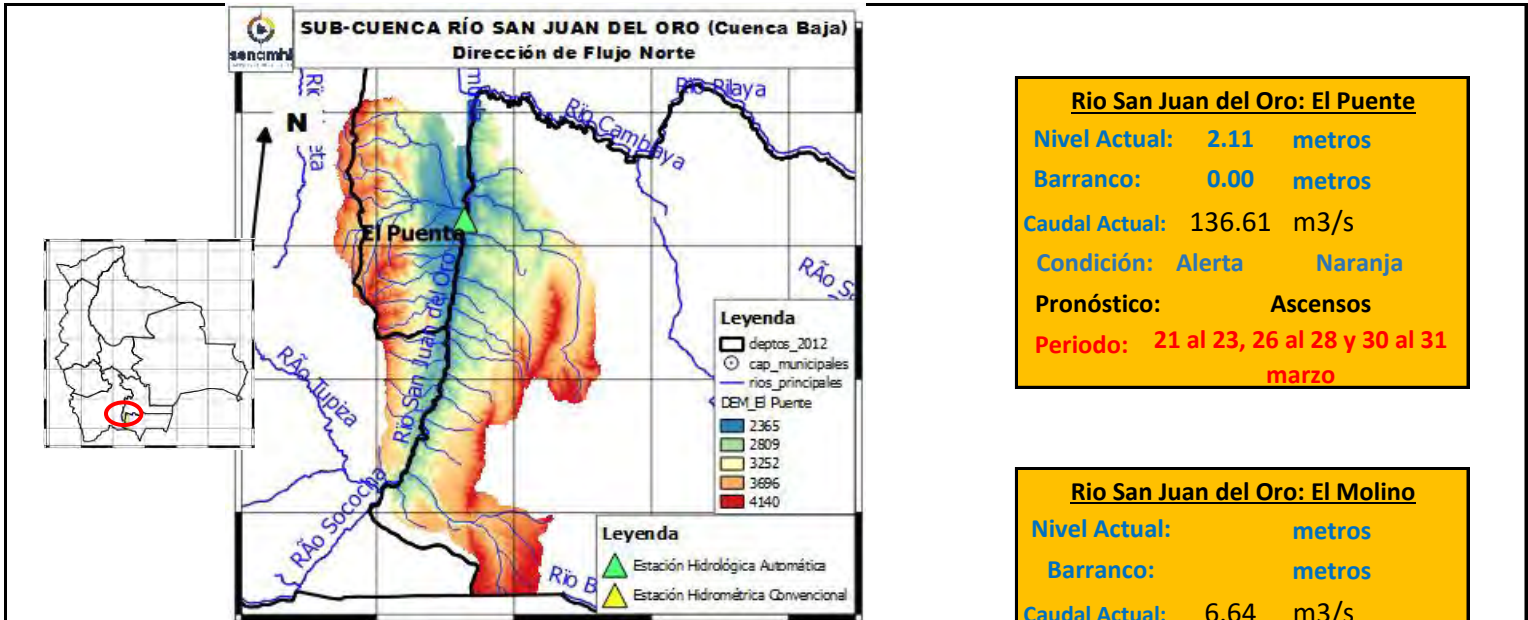 senamhi
SUB-CUENCA RÍO SAN JUAN DEL ORO (Cuenca Baja)
Dirección de Flujo Norte
N
Río Pilaya
Rïo Camblaya
El Puente
Río San Juan del Oro
RÃo Tupiza
RÃo Sococha
Rïo B
RÃo S
Leyenda
deptos_2012
cap_municipales
rios_principales
DEM_El Puente
2365
2809
3252
3696
4140
Leyenda
Estación Hidrológica Automática
Estación Hidrométrica Convencional
Rio San Juan del Oro: El Puente
Nivel Actual: 2.11 metros
Barranco: 0.00 metros
Caudal Actual: 136.61 m3/s
Condición: Alerta Naranja
Pronóstico: Ascensos
Periodo: 21 al 23, 26 al 28 y 30 al 31
marzo
Rio San Juan del Oro: El Molino
Nivel Actual: metros
Barranco: metros
Caudal Actual: 6.64 m3/s